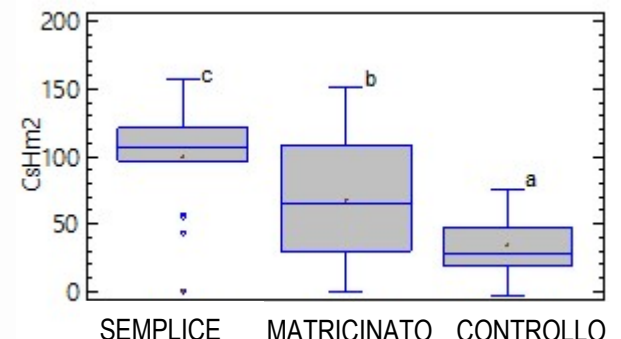 200
150
100
50
0
CsHm2
c
b
a
SEMPLICE MATRICINATO CONTROLLO